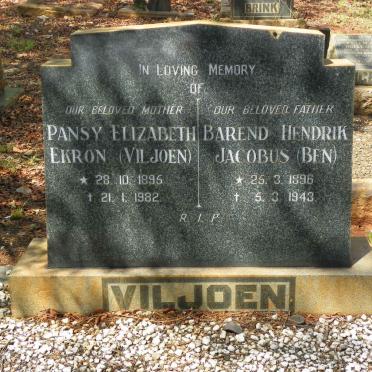 BRINK
IN LOVING MEMORY
OF
OUR BELOVED MOTHER
PANSY ELIZABETH
EKRON (VILJOEN)
* 28. 10. 1895
† 21. 1. 1982
OUR BELOVED FATHER
BAREND HENDRIK
JACOBUS (BEN)
* 25. 3. 1896
† 5. 3. 1943
R. I. P.
VILJOEN